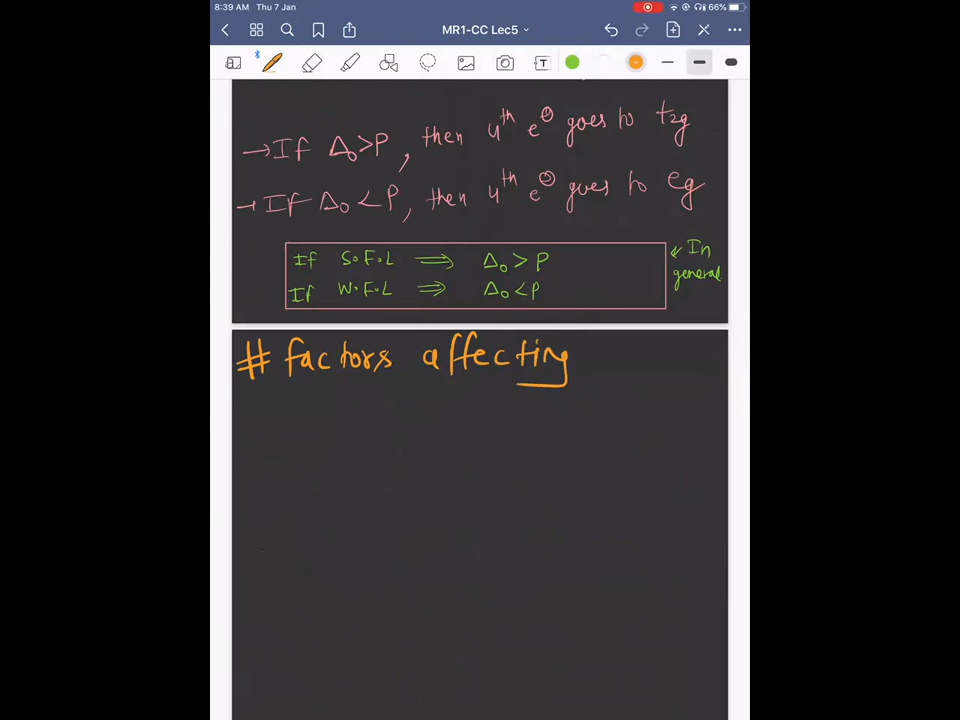 8:39 AM Thu 7 Jan
66%
MR1-CC Lec5
T
→ If Δo>P, then 4th e⊖ goes to t2g
→ If Δo <P, then 4th e⊖ goes to eg
If S.F.L ⟹ Δo > P
If W.F.L ⟹ Δo <P
← In general
# factors affecting